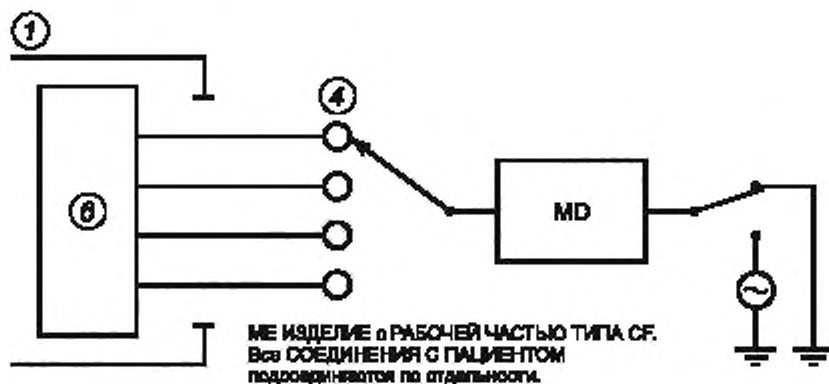 1
4
6
MD
МЕ ИЗДЕЛИЕ с РАБОЧЕЙ ЧАСТЬЮ ТИПА CF.
Все СОЕДИНЕНИЯ С ПАЦИЕНТОМ
подсоединяются по отдельности.